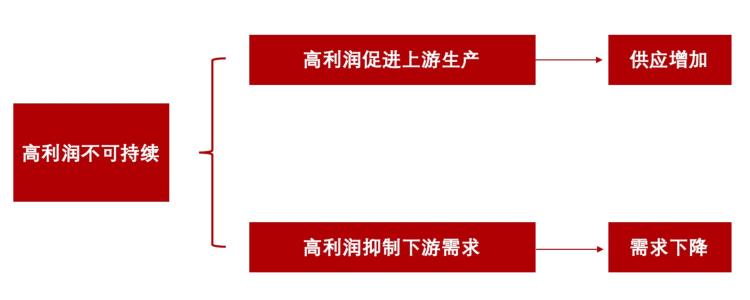 高利润促进上游生产
供应增加
高利润不可持续
高利润抑制下游需求
需求下降